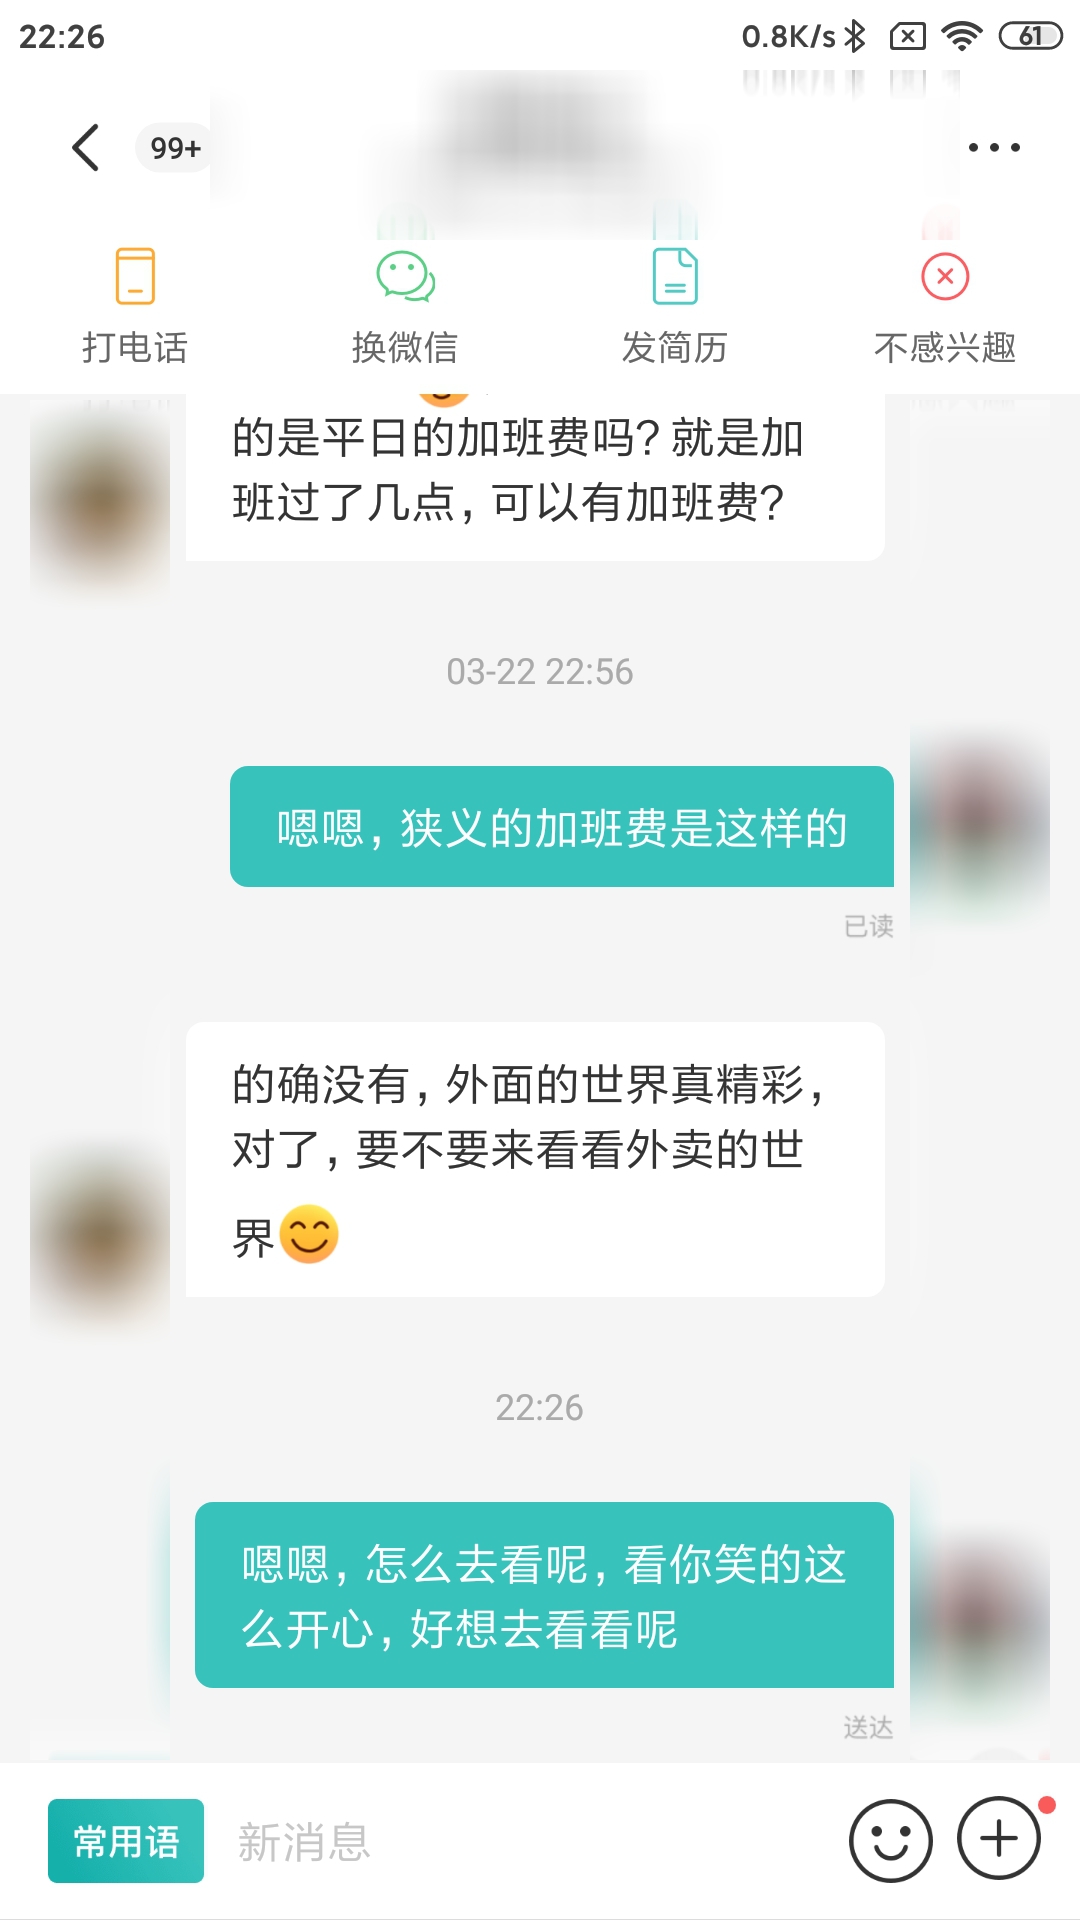 22:26
0.8K/s
61
99+
打电话
换微信
发简历
不感兴趣
的是平日的加班费吗？就是加
班过了几点，可以有加班费？
03-22 22:56
嗯嗯，狭义的加班费是这样的
已读
的确没有，外面的世界真精彩，
对了，要不要来看看外卖的世
界😊
22:26
嗯嗯，怎么去看呢，看你笑的这
么开心，好想去看看呢
送达
常用语
新消息